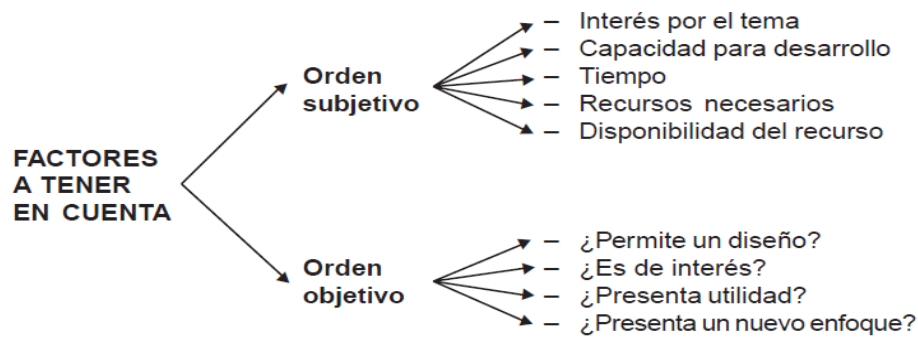 FACTORES
A TENER
EN CUENTA
Orden
subjetivo
– Interés por el tema
– Capacidad para desarrollo
– Tiempo
– Recursos necesarios
– Disponibilidad del recurso
Orden
objetivo
– ¿Permite un diseño?
– ¿Es de interés?
– ¿Presenta utilidad?
– ¿Presenta un nuevo enfoque?